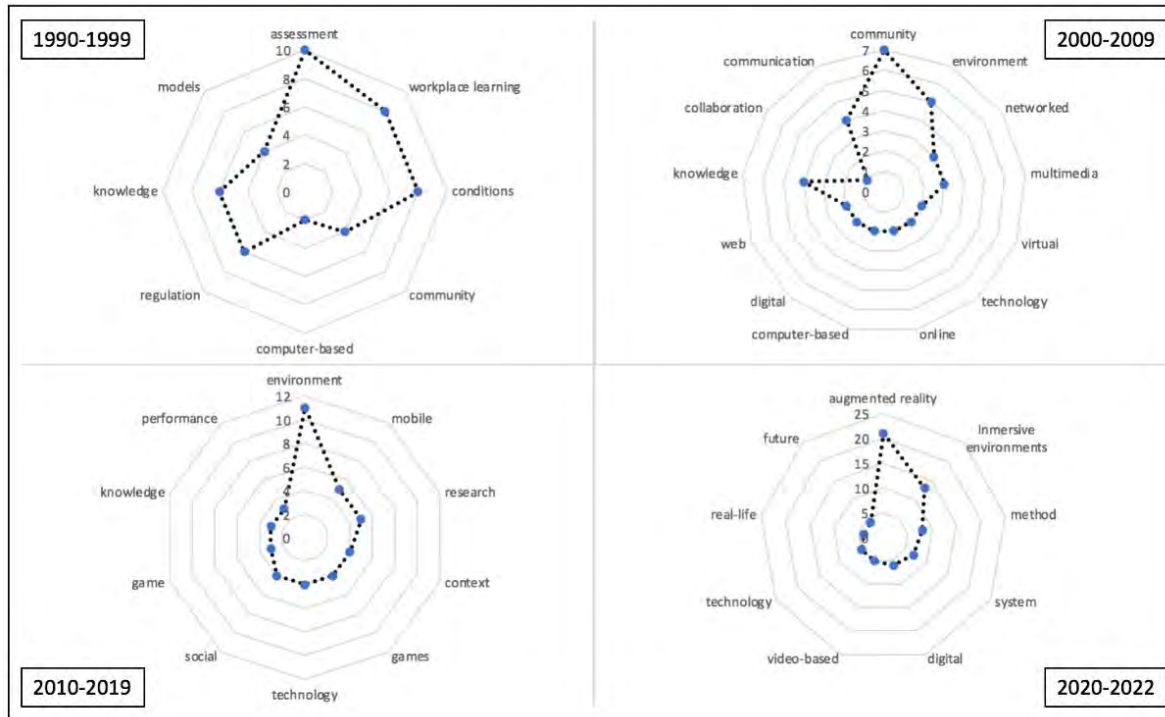 1990-1999
assessment
10
8
6
4
2
0
workplace learning
conditions
community
computer-based
regulation
knowledge
models
2000-2009
community
7
6
5
4
3
2
1
0
environment
networked
multimedia
virtual
technology
online
computer-based
digital
web
knowledge
collaboration
communication
2010-2019
environment
12
10
8
6
4
2
0
mobile
research
context
games
technology
social
game
knowledge
performance
2020-2022
augmented reality
25
20
15
10
5
0
Inmersive
environments
method
system
digital
video-based
technology
real-life
future